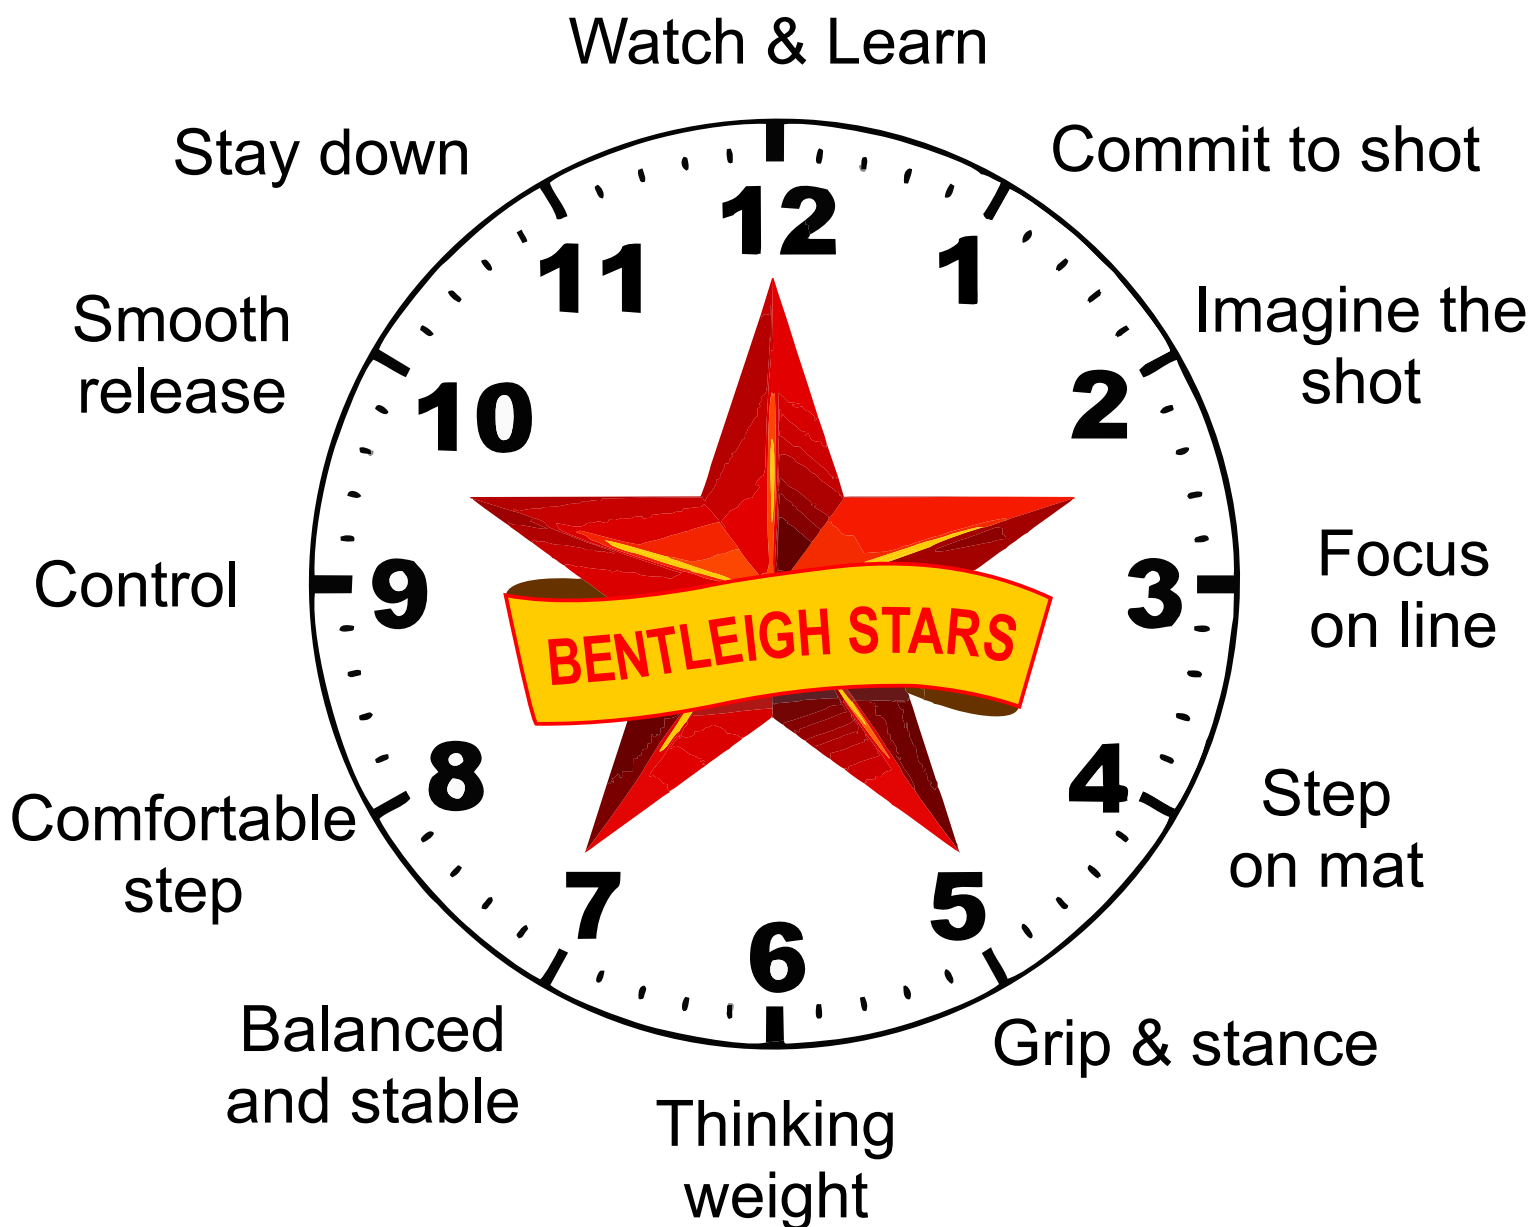 Watch & Learn
Commit to shot
Imagine the
shot
Focus
on line
Step
on mat
Grip & stance
Thinking
weight
Balanced
and stable
Comfortable
step
Control
Smooth
release
Stay down
12
1
2
3
4
5
6
7
8
9
10
11
BENTLEIGH STARS